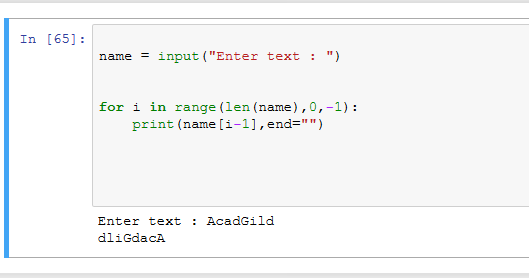 In [65]:
name = input("Enter text : ")
for i in range(len(name),0,-1):
    print(name[i-1],end="")
Enter text : AcadGild
dliGdacA